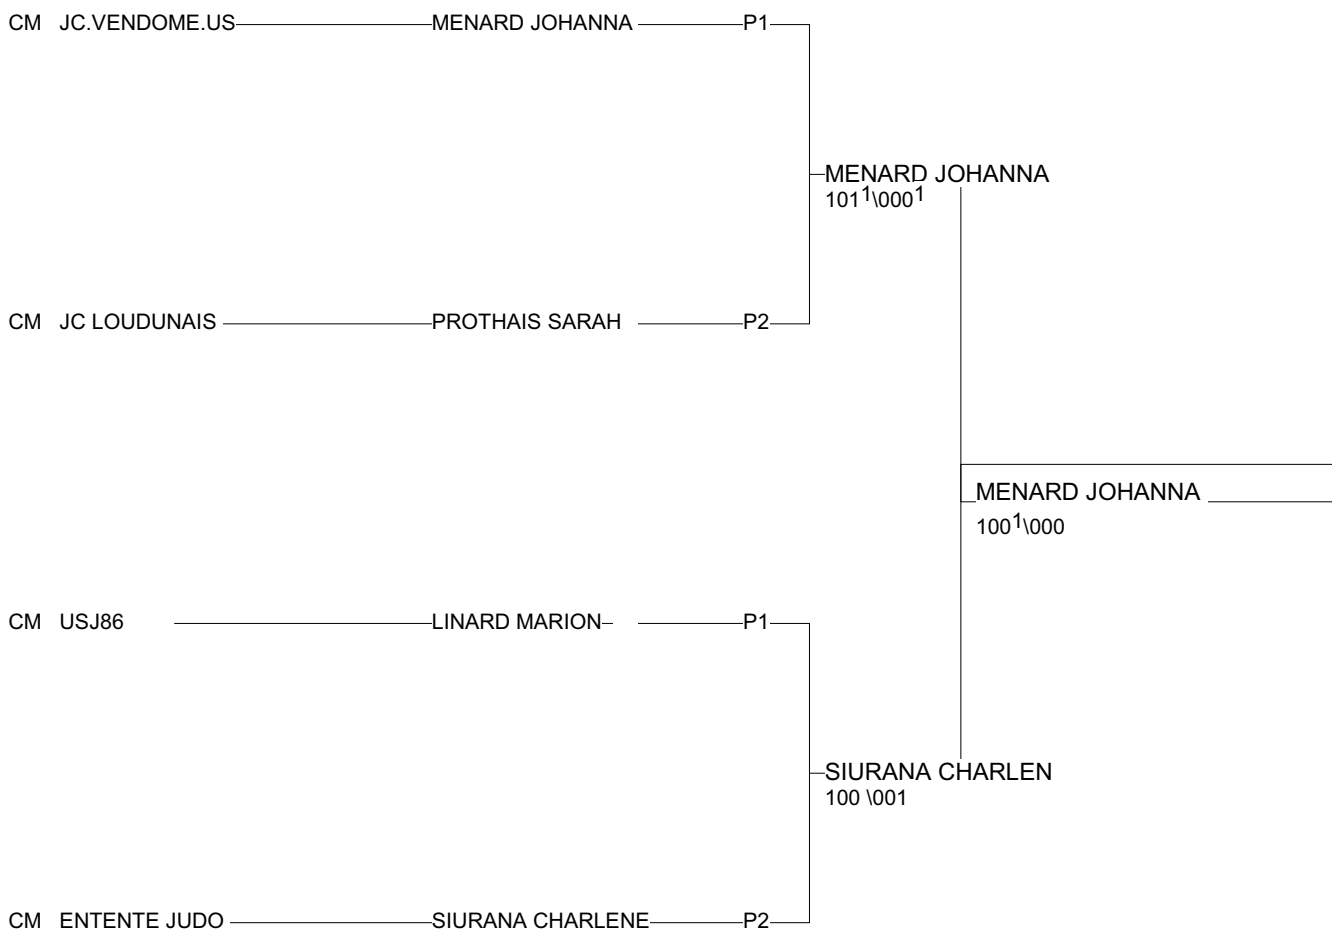 CM JC.VENDOME.US MENARD JOHANNA P1
MENARD JOHANNA
101¹\000¹
CM JC LOUDUNAIS PROTHAIS SARAH P2
MENARD JOHANNA
100¹\000
CM USJ86 LINARD MARION P1
SIURANA CHARLEN
100 \001
CM ENTENTE JUDO SIURANA CHARLENE P2